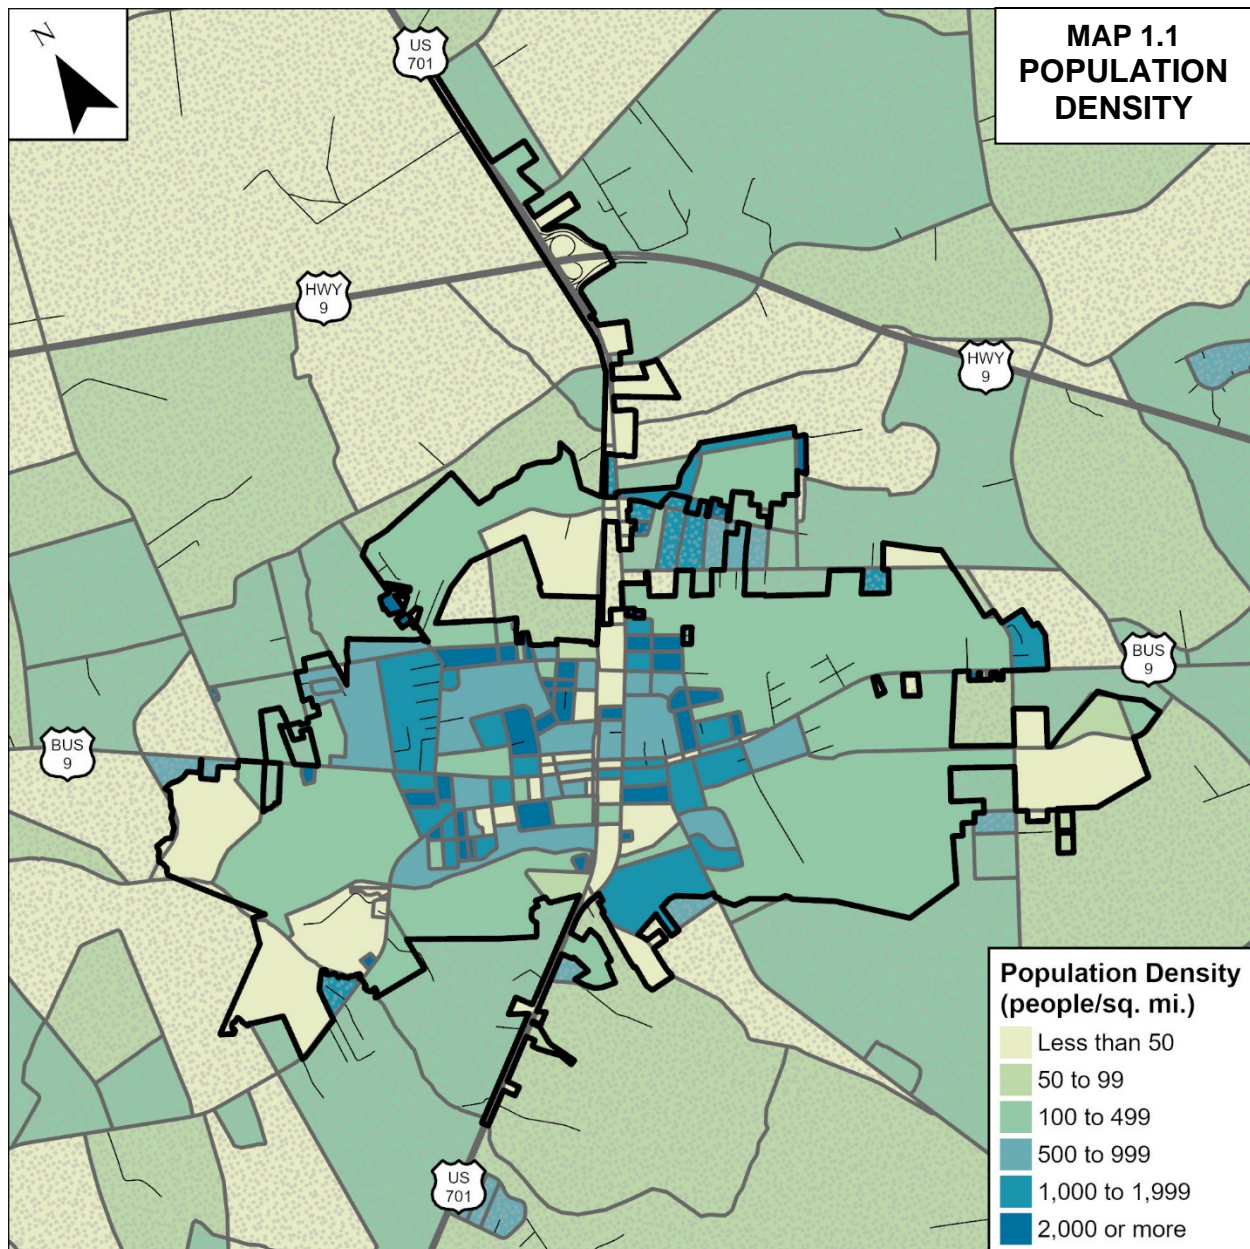 N
US
701
MAP 1.1
POPULATION
DENSITY
HWY
9
HWY
9
BUS
9
BUS
9
US
701
Population Density
(people/sq. mi.)
Less than 50
50 to 99
100 to 499
500 to 999
1,000 to 1,999
2,000 or more